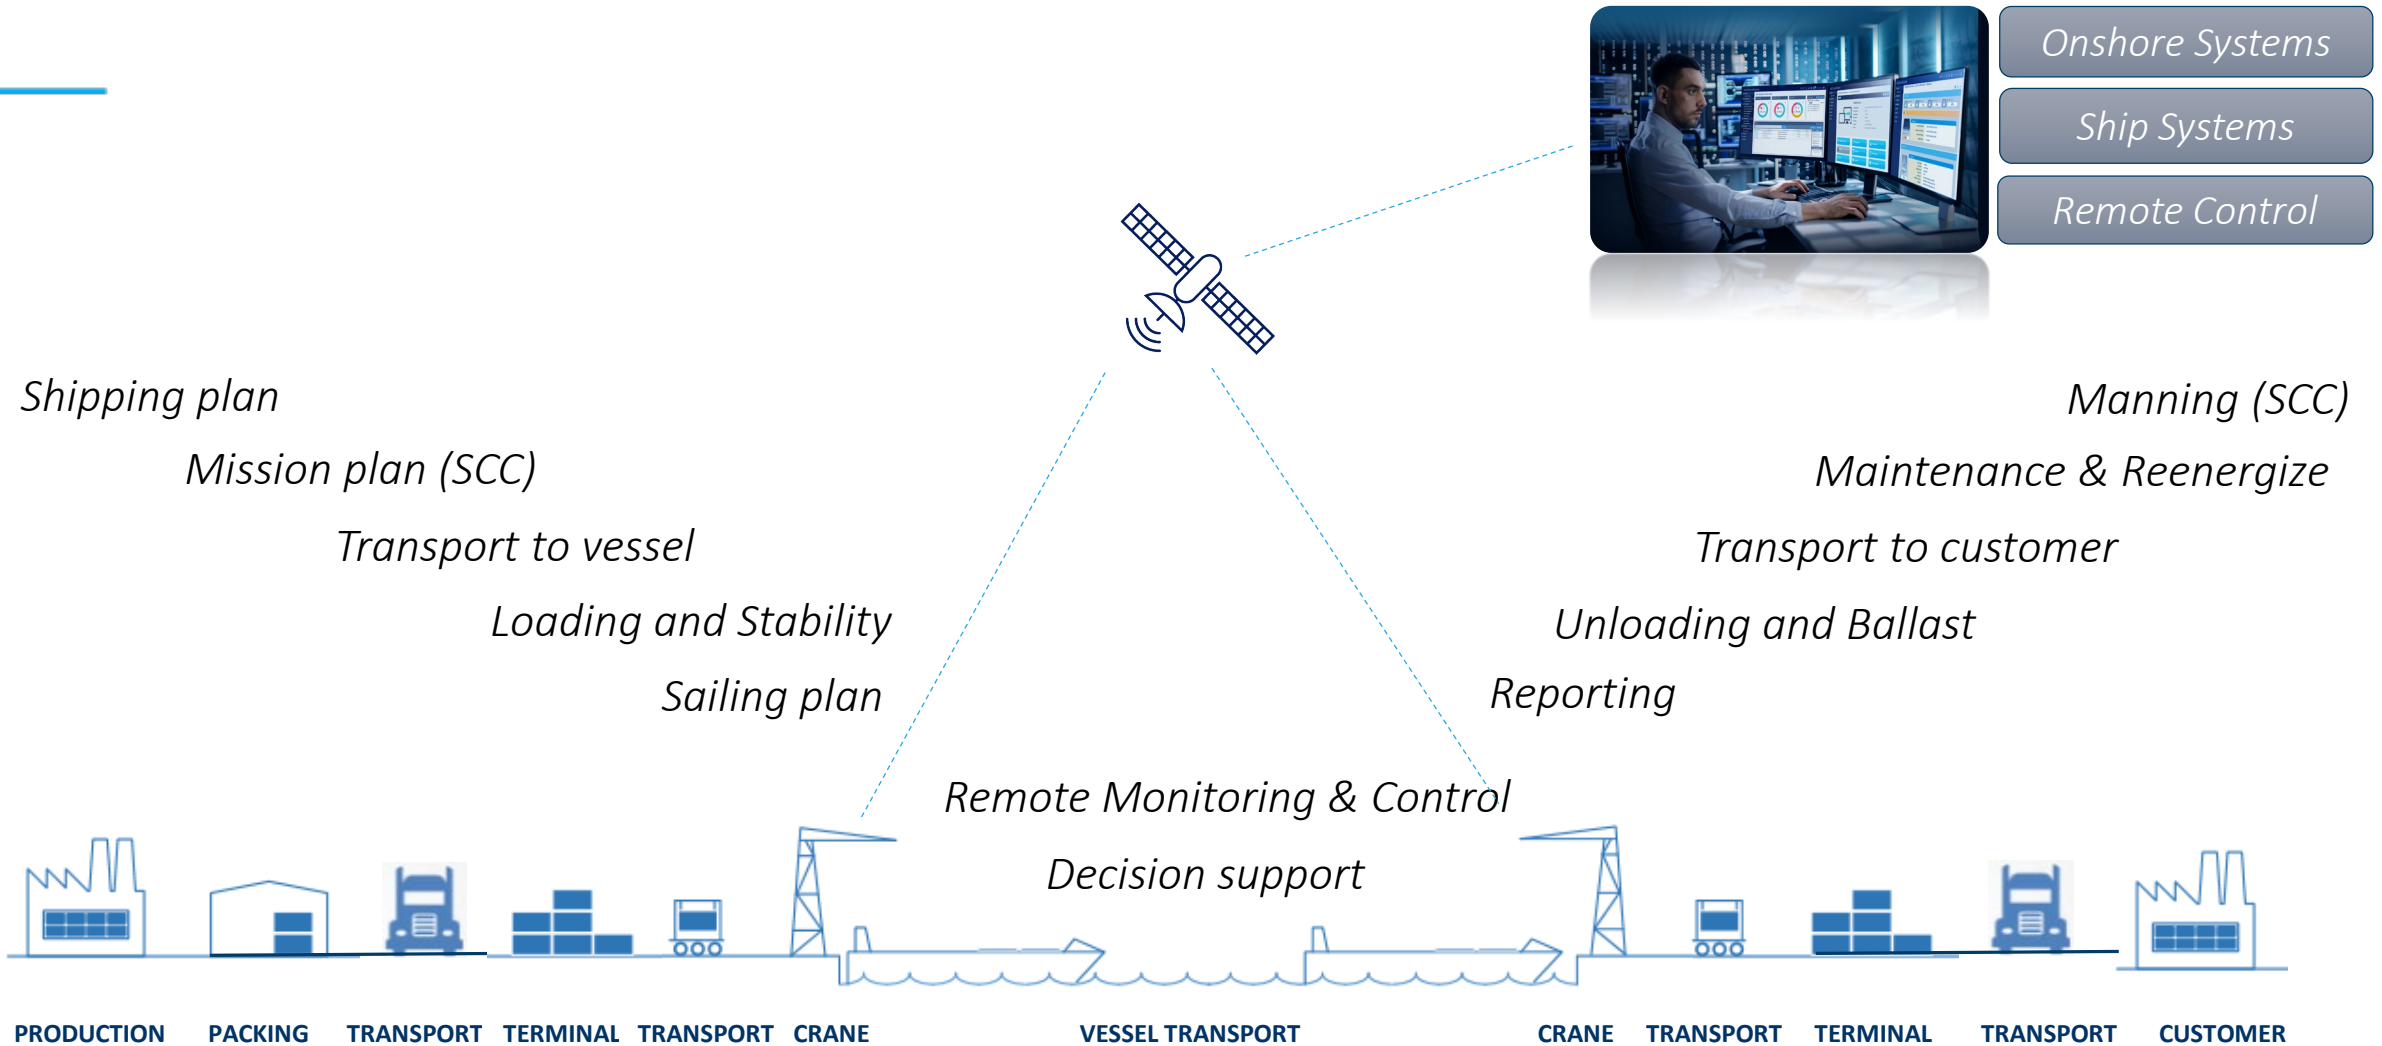 Onshore Systems
Ship Systems
Remote Control
Shipping plan
Mission plan (SCC)
Transport to vessel
Loading and Stability
Sailing plan
Manning (SCC)
Maintenance & Reenergize
Transport to customer
Unloading and Ballast
Reporting
Remote Monitoring & Control
Decision support
PRODUCTION PACKING TRANSPORT TERMINAL TRANSPORT CRANE VESSEL TRANSPORT CRANE TRANSPORT TERMINAL TRANSPORT CUSTOMER